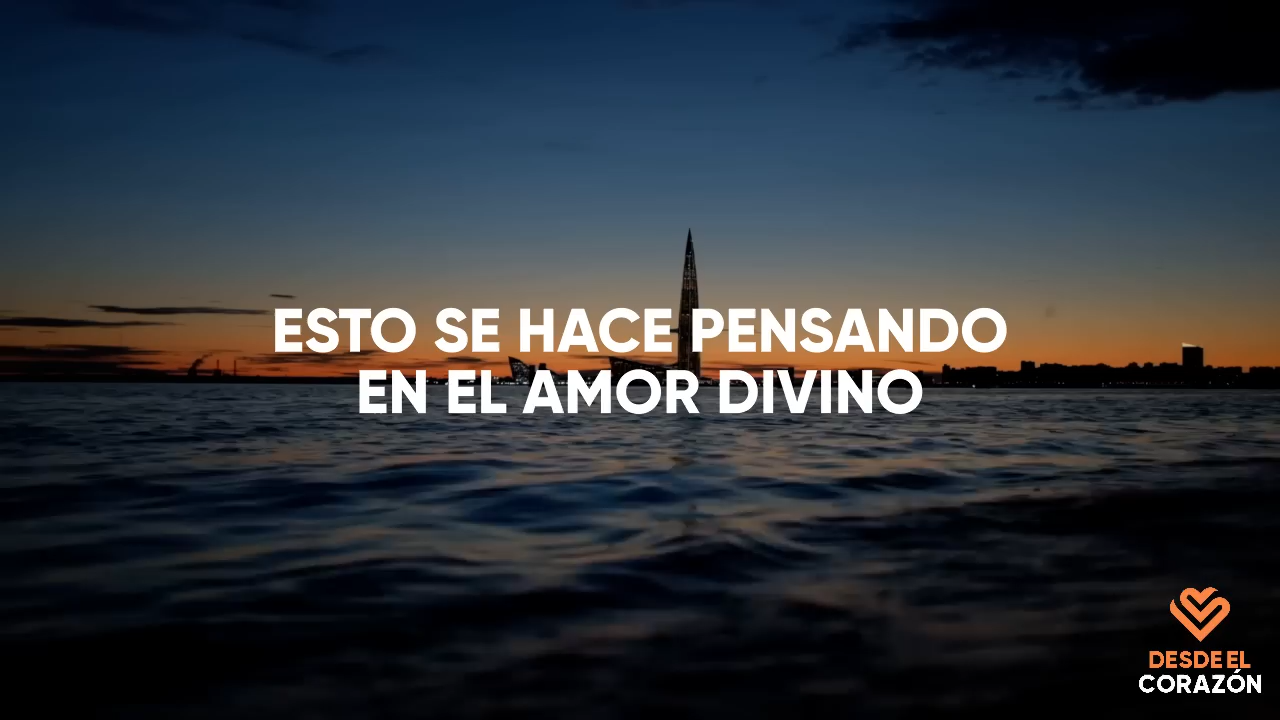 ESTO SE HACE PENSANDO
EN EL AMOR DIVINO
DESDE EL
CORAZÓN